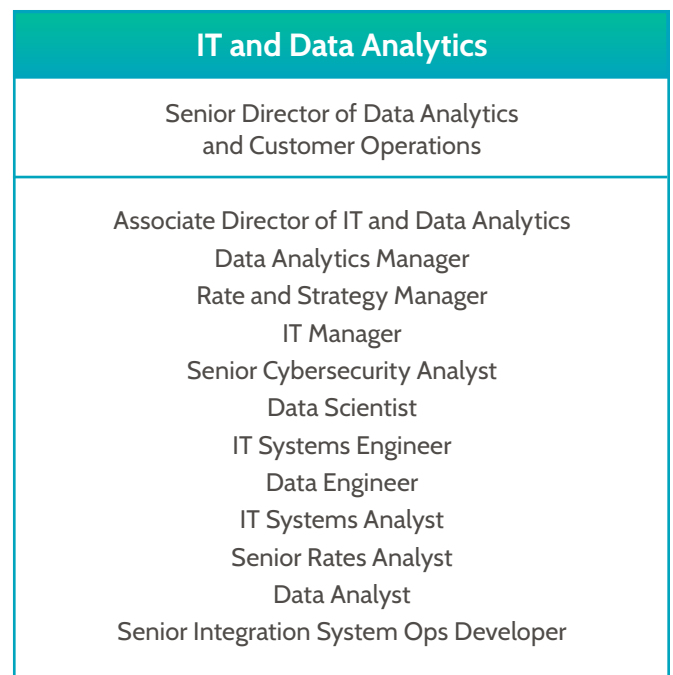 IT and Data Analytics
Senior Director of Data Analytics
and Customer Operations
Associate Director of IT and Data Analytics
Data Analytics Manager
Rate and Strategy Manager
IT Manager
Senior Cybersecurity Analyst
Data Scientist
IT Systems Engineer
Data Engineer
IT Systems Analyst
Senior Rates Analyst
Data Analyst
Senior Integration System Ops Developer